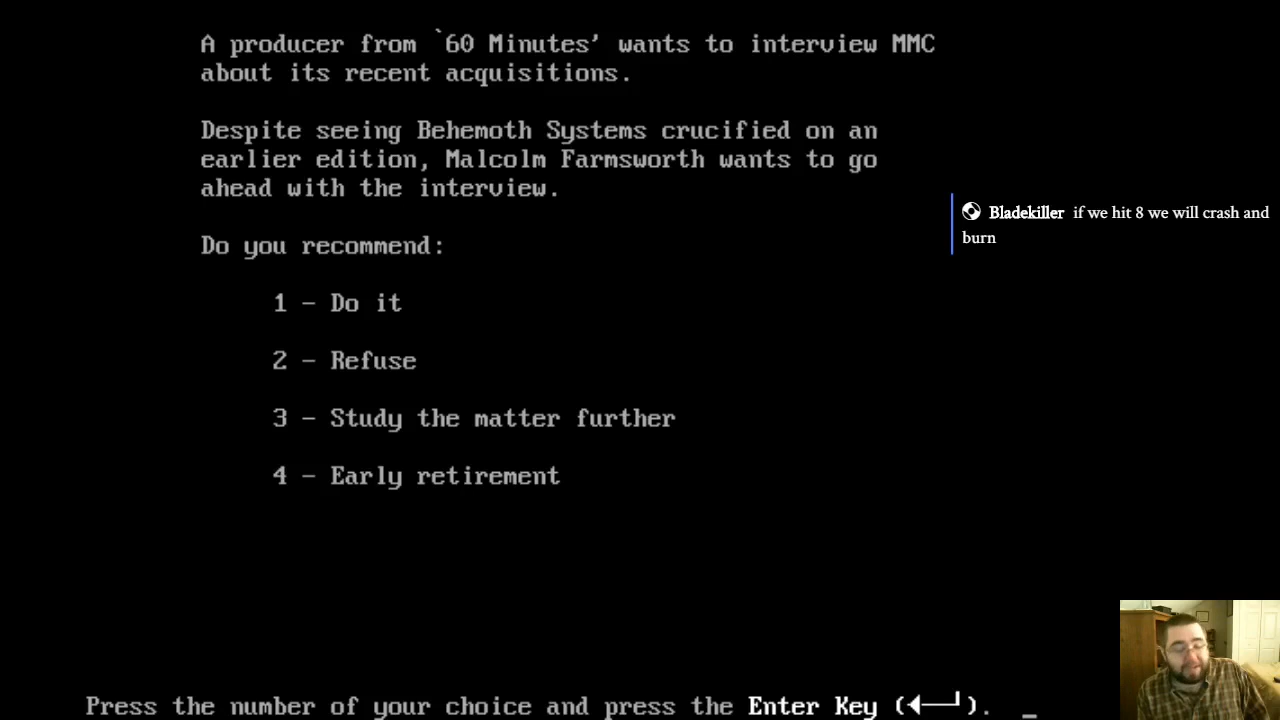 A producer from `60 Minutes' wants to interview MMC
about its recent acquisitions.
Despite seeing Behemoth Systems crucified on an
earlier edition, Malcolm Farmsworth wants to go
ahead with the interview.
Bladekiller if we hit 8 we will crash and
burn
Do you recommend:
1 - Do it
2 - Refuse
3 - Study the matter further
4 - Early retirement
Press the number of your choice and press the Enter Key (◄─┘). _